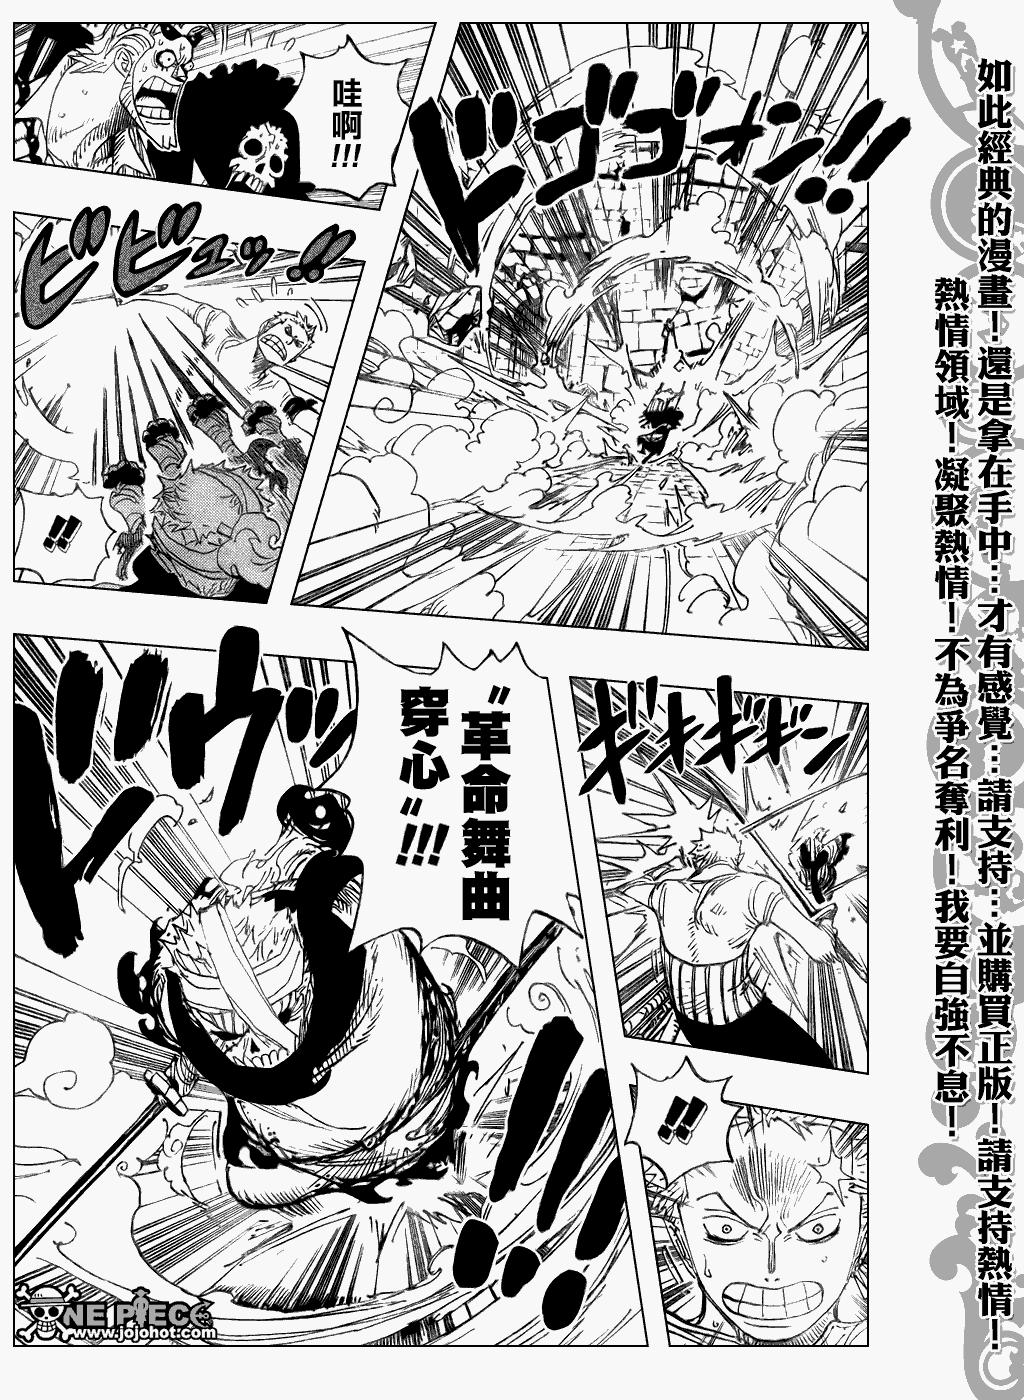 ドゴゴゴオン!!
哇啊!!!
ビビュッ!!
!!
ギギギギン
!!
〝革命舞曲
穿心〞!!!
ドウッ!!!
如此經典的漫畫！還是拿在手中…才有感覺…請支持…並購買正版！請支持熱情！
熱情領域！凝聚熱情！不為爭名奪利！我要自強不息！
ONE PIECE
www.jojohot.com